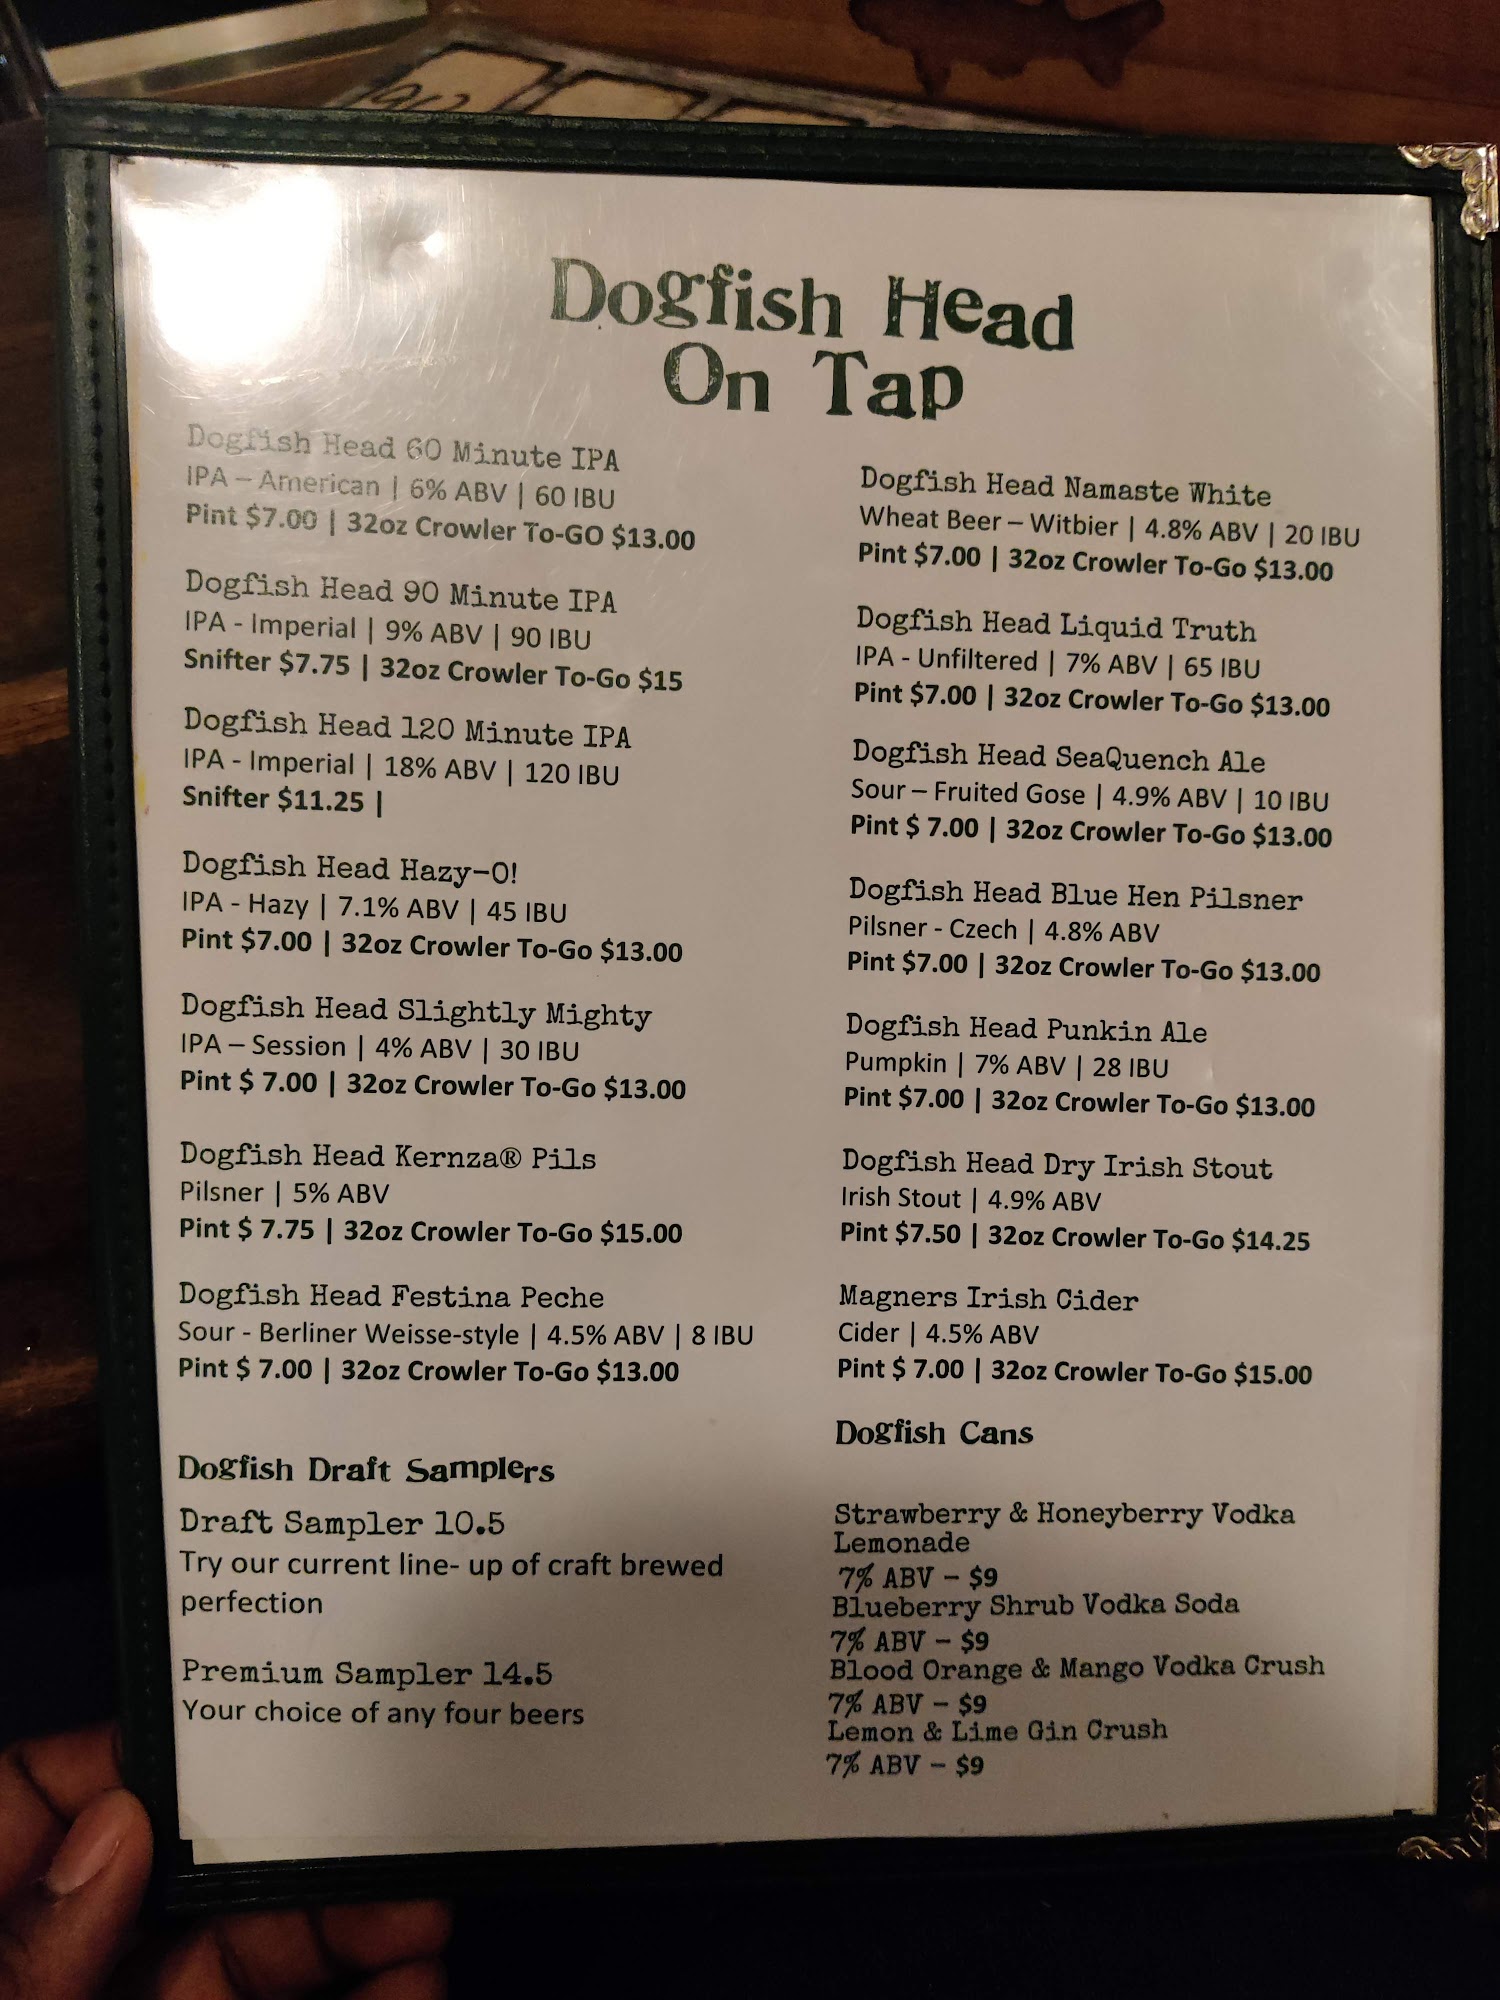 Dogfish Head
On Tap
Dogfish Head 60 Minute IPA
IPA – American | 6% ABV | 60 IBU
Pint $7.00 | 32oz Crowler To-GO $13.00
Dogfish Head 90 Minute IPA
IPA - Imperial | 9% ABV | 90 IBU
Snifter $7.75 | 32oz Crowler To-Go $15
Dogfish Head 120 Minute IPA
IPA - Imperial | 18% ABV | 120 IBU
Snifter $11.25 |
Dogfish Head Hazy-O!
IPA - Hazy | 7.1% ABV | 45 IBU
Pint $7.00 | 32oz Crowler To-Go $13.00
Dogfish Head Slightly Mighty
IPA – Session | 4% ABV | 30 IBU
Pint $ 7.00 | 32oz Crowler To-Go $13.00
Dogfish Head Kernza® Pils
Pilsner | 5% ABV
Pint $ 7.75 | 32oz Crowler To-Go $15.00
Dogfish Head Festina Peche
Sour - Berliner Weisse-style | 4.5% ABV | 8 IBU
Pint $ 7.00 | 32oz Crowler To-Go $13.00
Dogfish Draft Samplers
Draft Sampler 10.5
Try our current line- up of craft brewed
perfection
Premium Sampler 14.5
Your choice of any four beers
Dogfish Head Namaste White
Wheat Beer – Witbier | 4.8% ABV | 20 IBU
Pint $7.00 | 32oz Crowler To-Go $13.00
Dogfish Head Liquid Truth
IPA - Unfiltered | 7% ABV | 65 IBU
Pint $7.00 | 32oz Crowler To-Go $13.00
Dogfish Head SeaQuench Ale
Sour – Fruited Gose | 4.9% ABV | 10 IBU
Pint $ 7.00 | 32oz Crowler To-Go $13.00
Dogfish Head Blue Hen Pilsner
Pilsner - Czech | 4.8% ABV
Pint $7.00 | 32oz Crowler To-Go $13.00
Dogfish Head Punkin Ale
Pumpkin | 7% ABV | 28 IBU
Pint $7.00 | 32oz Crowler To-Go $13.00
Dogfish Head Dry Irish Stout
Irish Stout | 4.9% ABV
Pint $7.50 | 32oz Crowler To-Go $14.25
Magners Irish Cider
Cider | 4.5% ABV
Pint $ 7.00 | 32oz Crowler To-Go $15.00
Dogfish Cans
Strawberry & Honeyberry Vodka
Lemonade
7% ABV – $9
Blueberry Shrub Vodka Soda
7% ABV – $9
Blood Orange & Mango Vodka Crush
7% ABV – $9
Lemon & Lime Gin Crush
7% ABV – $9